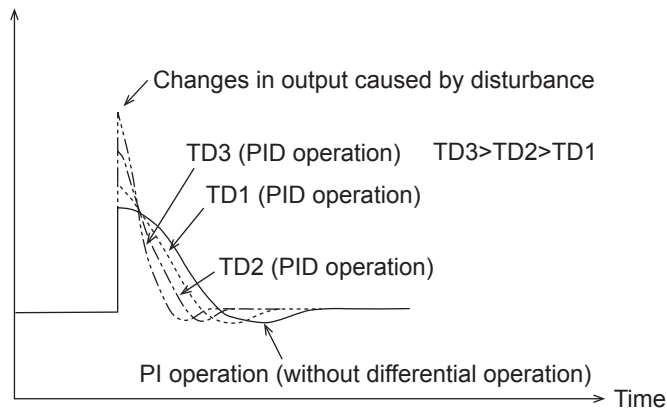 Changes in output caused by disturbance
TD3 (PID operation) TD3>TD2>TD1
TD1 (PID operation)
TD2 (PID operation)
PI operation (without differential operation)
Time